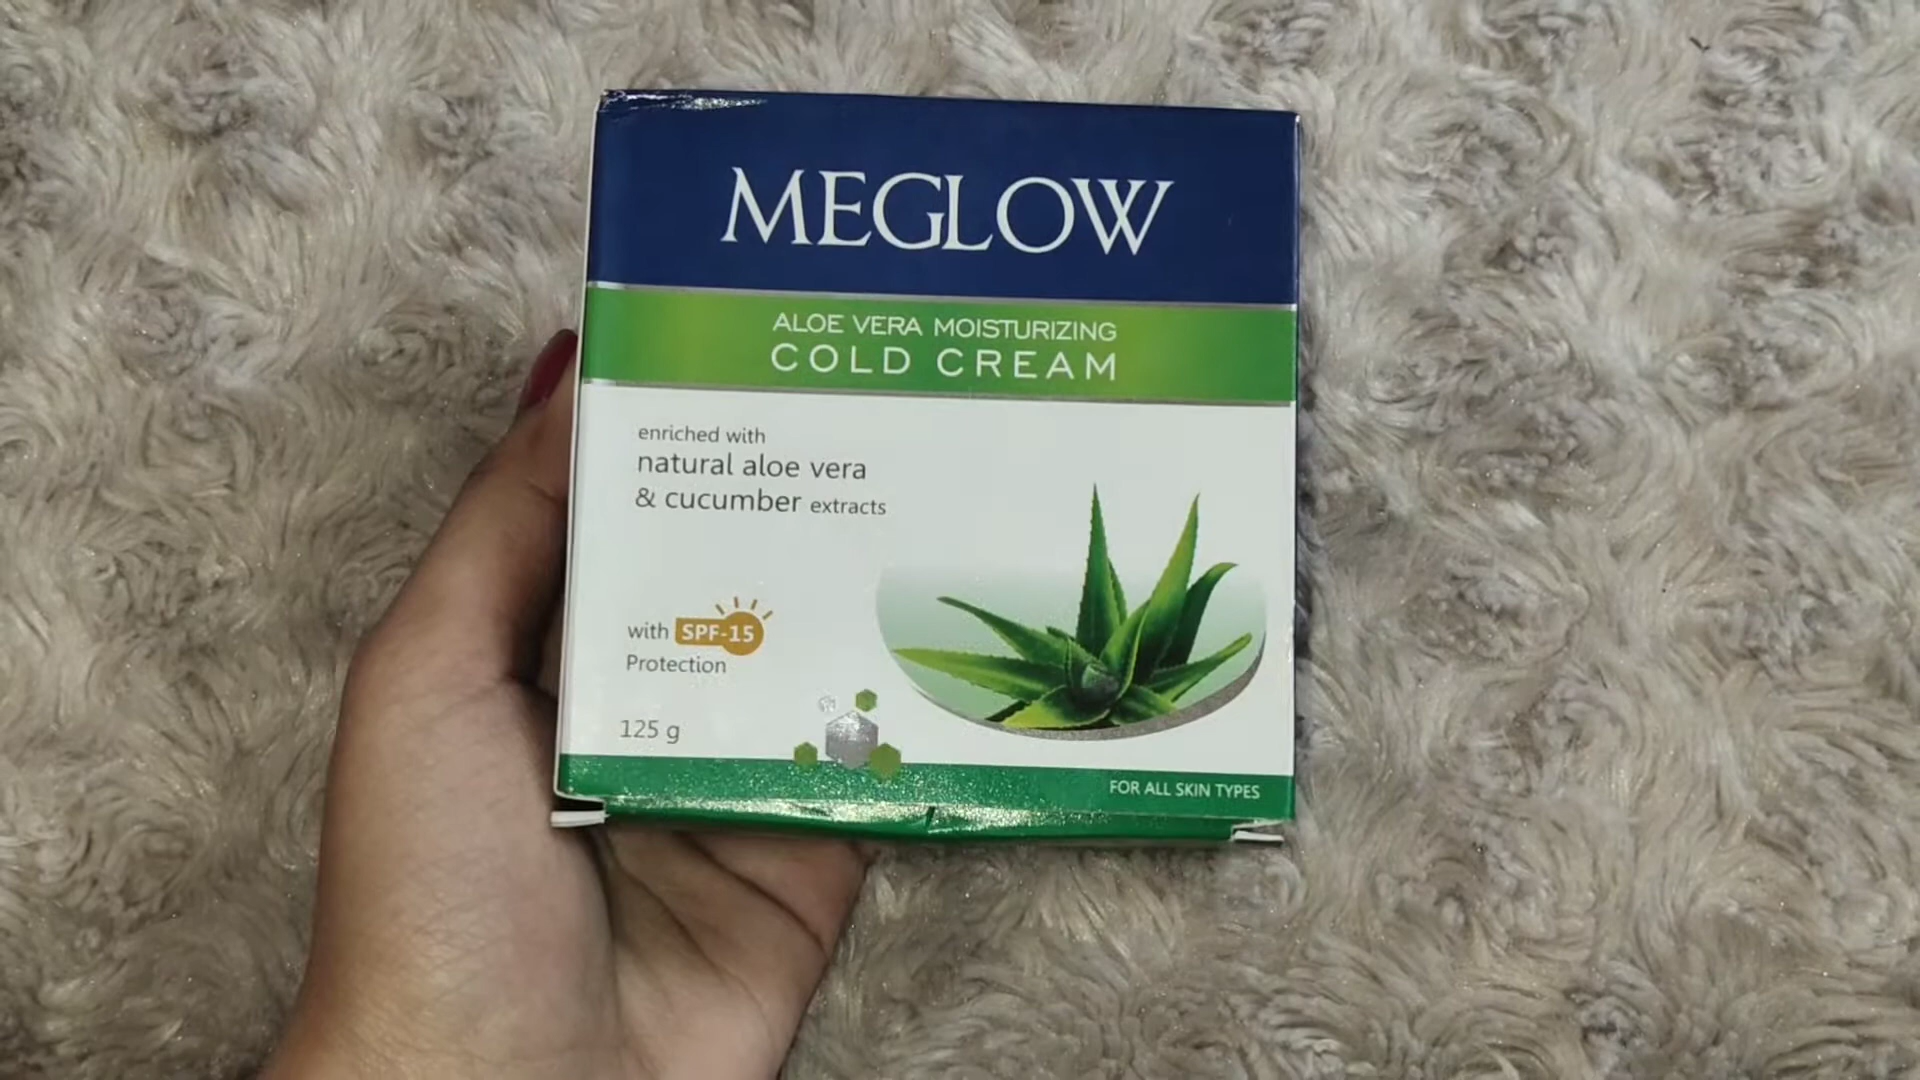 MEGLOW
ALOE VERA MOISTURIZING
COLD CREAM
enriched with
natural aloe vera
& cucumber extracts
with SPF-15
Protection
125 g
FOR ALL SKIN TYPES